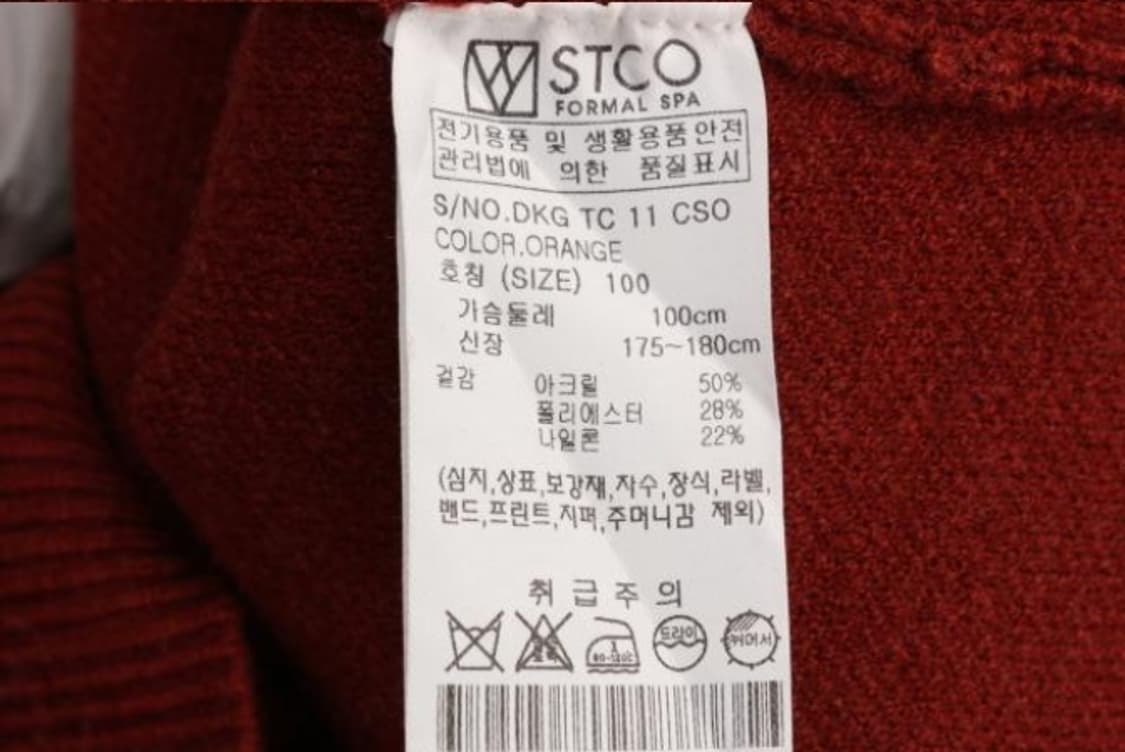 STCO
FORMAL SPA
전기용품 및 생활용품안전
관리법에 의한 품질표시
S/NO.DKG TC 11 CSO
COLOR.ORANGE
호칭 (SIZE) 100
가슴둘레 100cm
신장 175~180cm
겉감 아크릴 50%
폴리에스터 28%
나일론 22%
(심지,상표,보강재,자수,장식,라벨,
밴드,프린트,지퍼,주머니감 제외)
취급주의
드라이 뉘어서